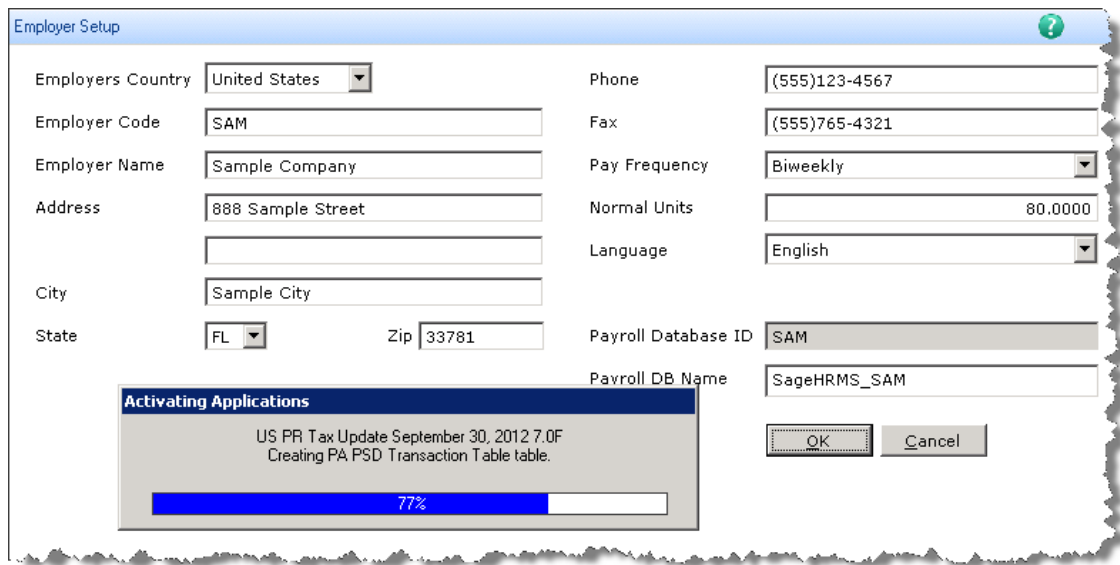 Employer Setup
?
Employers Country United States
Phone (555)123-4567
Employer Code SAM
Fax (555)765-4321
Employer Name Sample Company
Pay Frequency Biweekly
Address 888 Sample Street
Normal Units 80.0000
Language English
City Sample City
State FL Zip 33781
Payroll Database ID SAM
Payroll DB Name SageHRMS_SAM
Activating Applications
US PR Tax Update September 30, 2012 7.0F
Creating PA PSD Transaction Table table.
77%
OK Cancel